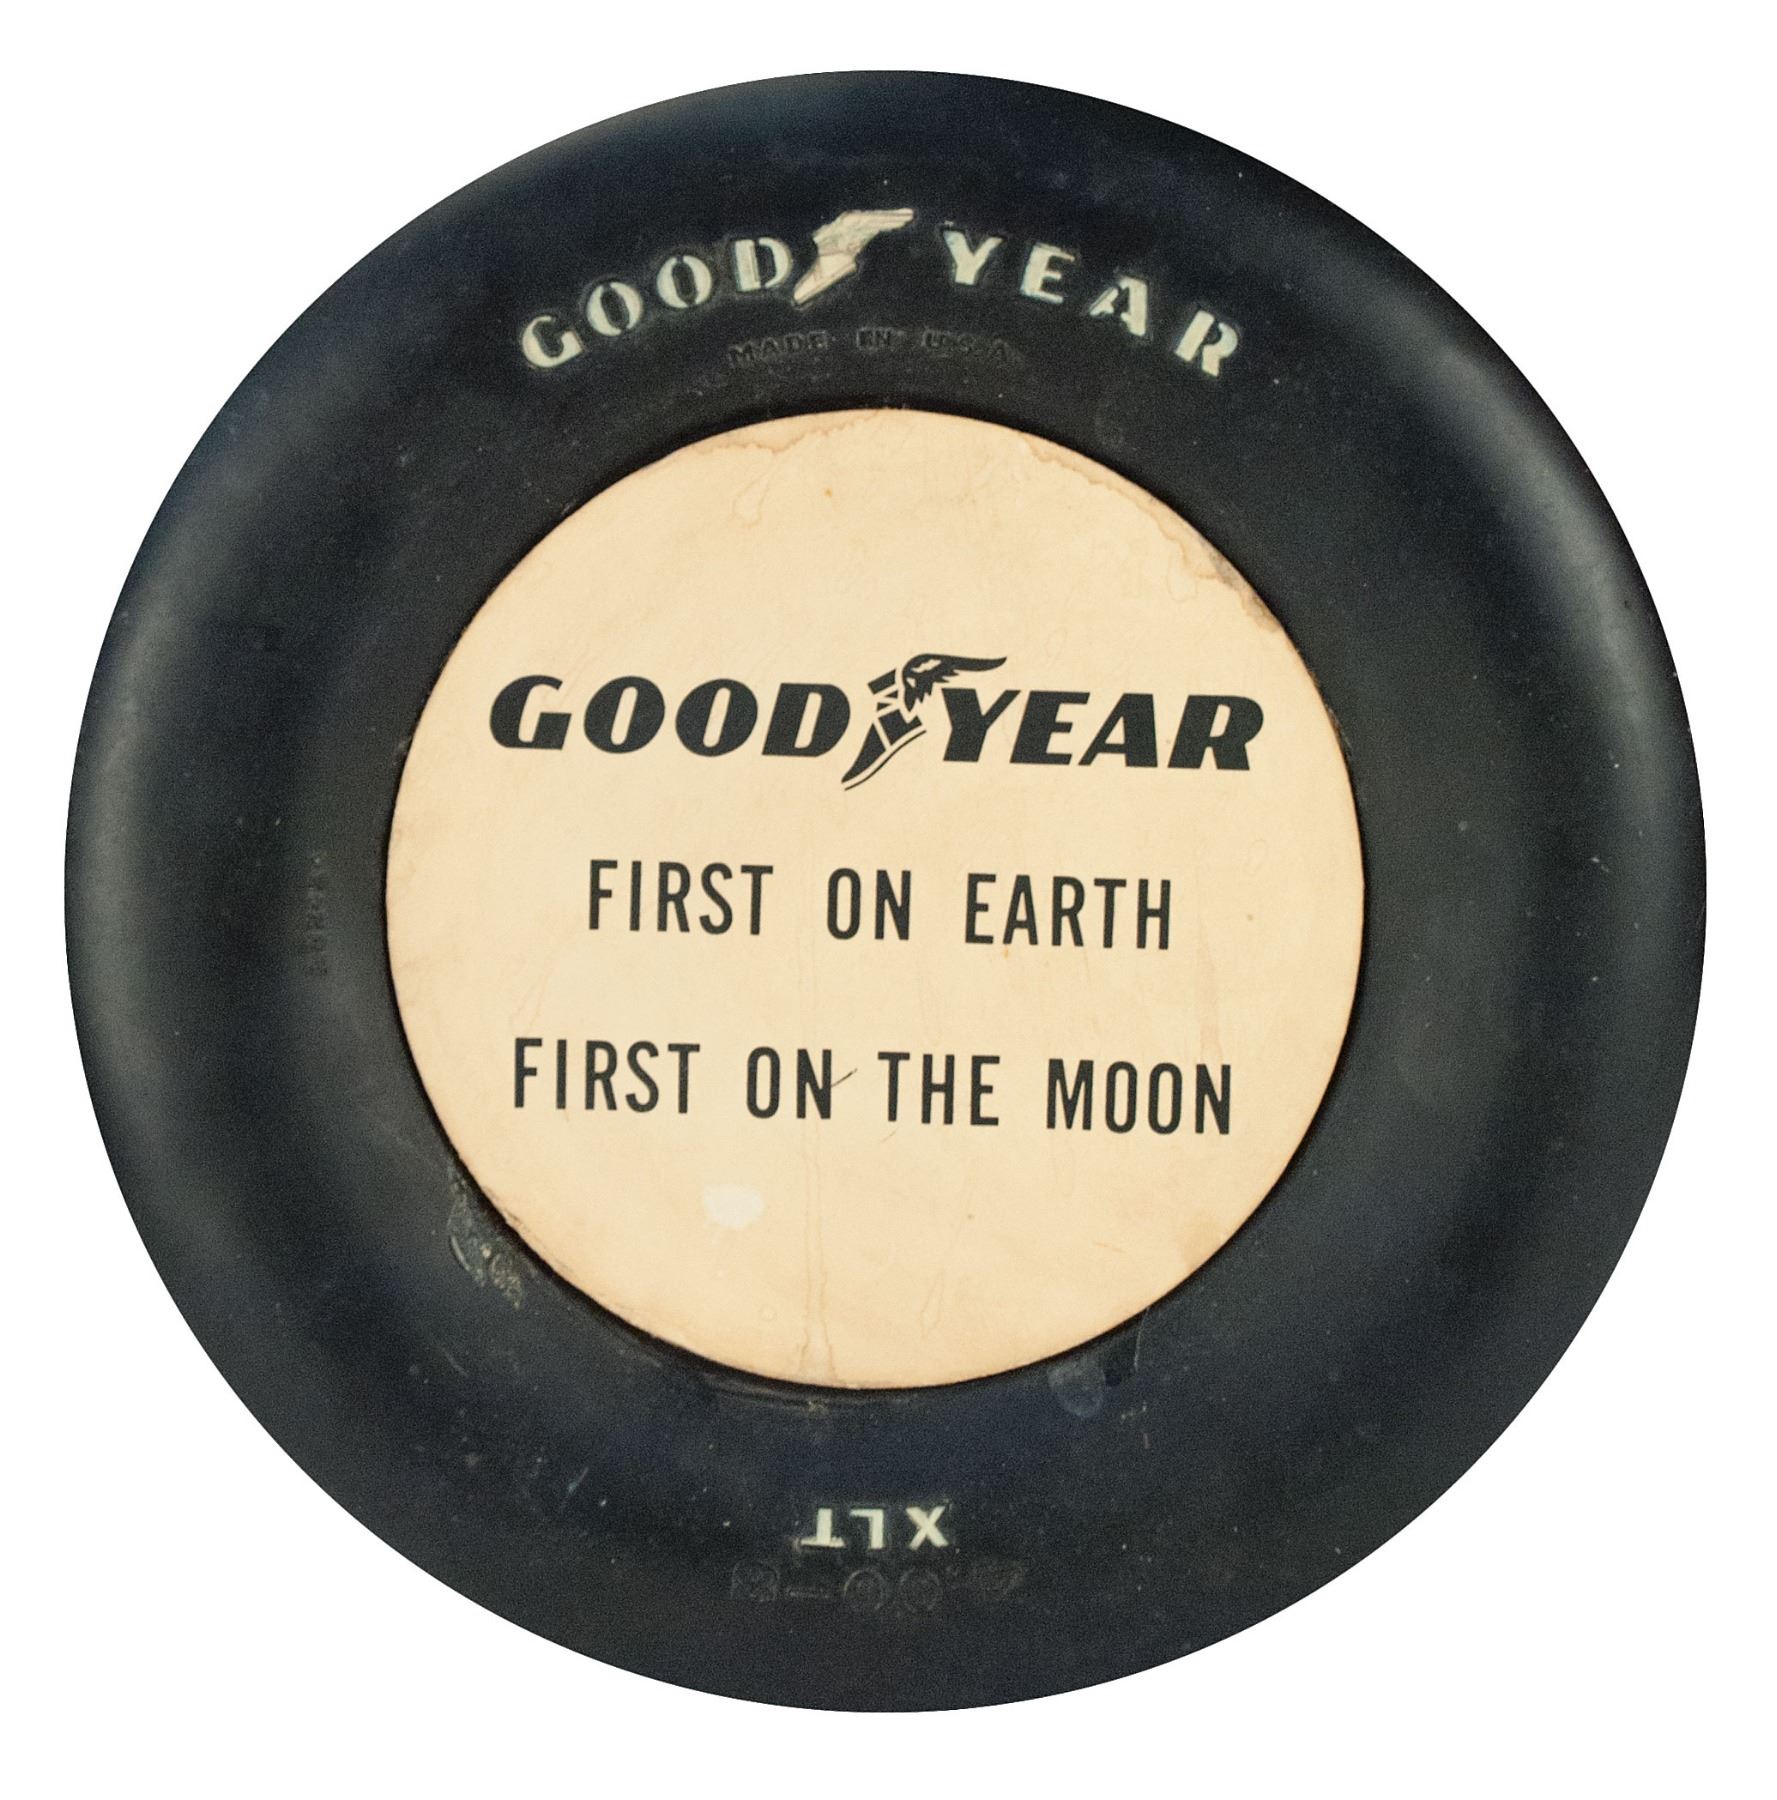 GOODYEAR
MADE IN U.S.A.
GOODYEAR
FIRST ON EARTH
FIRST ON THE MOON
XLT